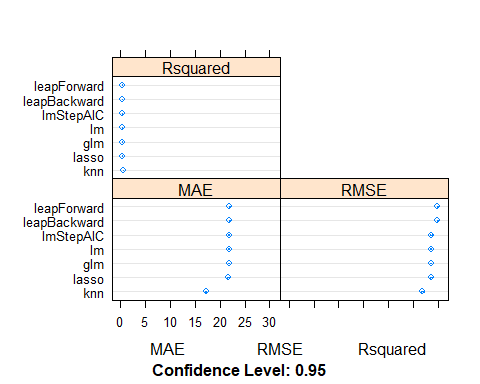 Rsquared
leapForward
leapBackward
lmStepAIC
lm
glm
lasso
knn
MAE RMSE
leapForward
leapBackward
lmStepAIC
lm
glm
lasso
knn
0 5 10 15 20 25 30
MAE RMSE Rsquared
Confidence Level: 0.95